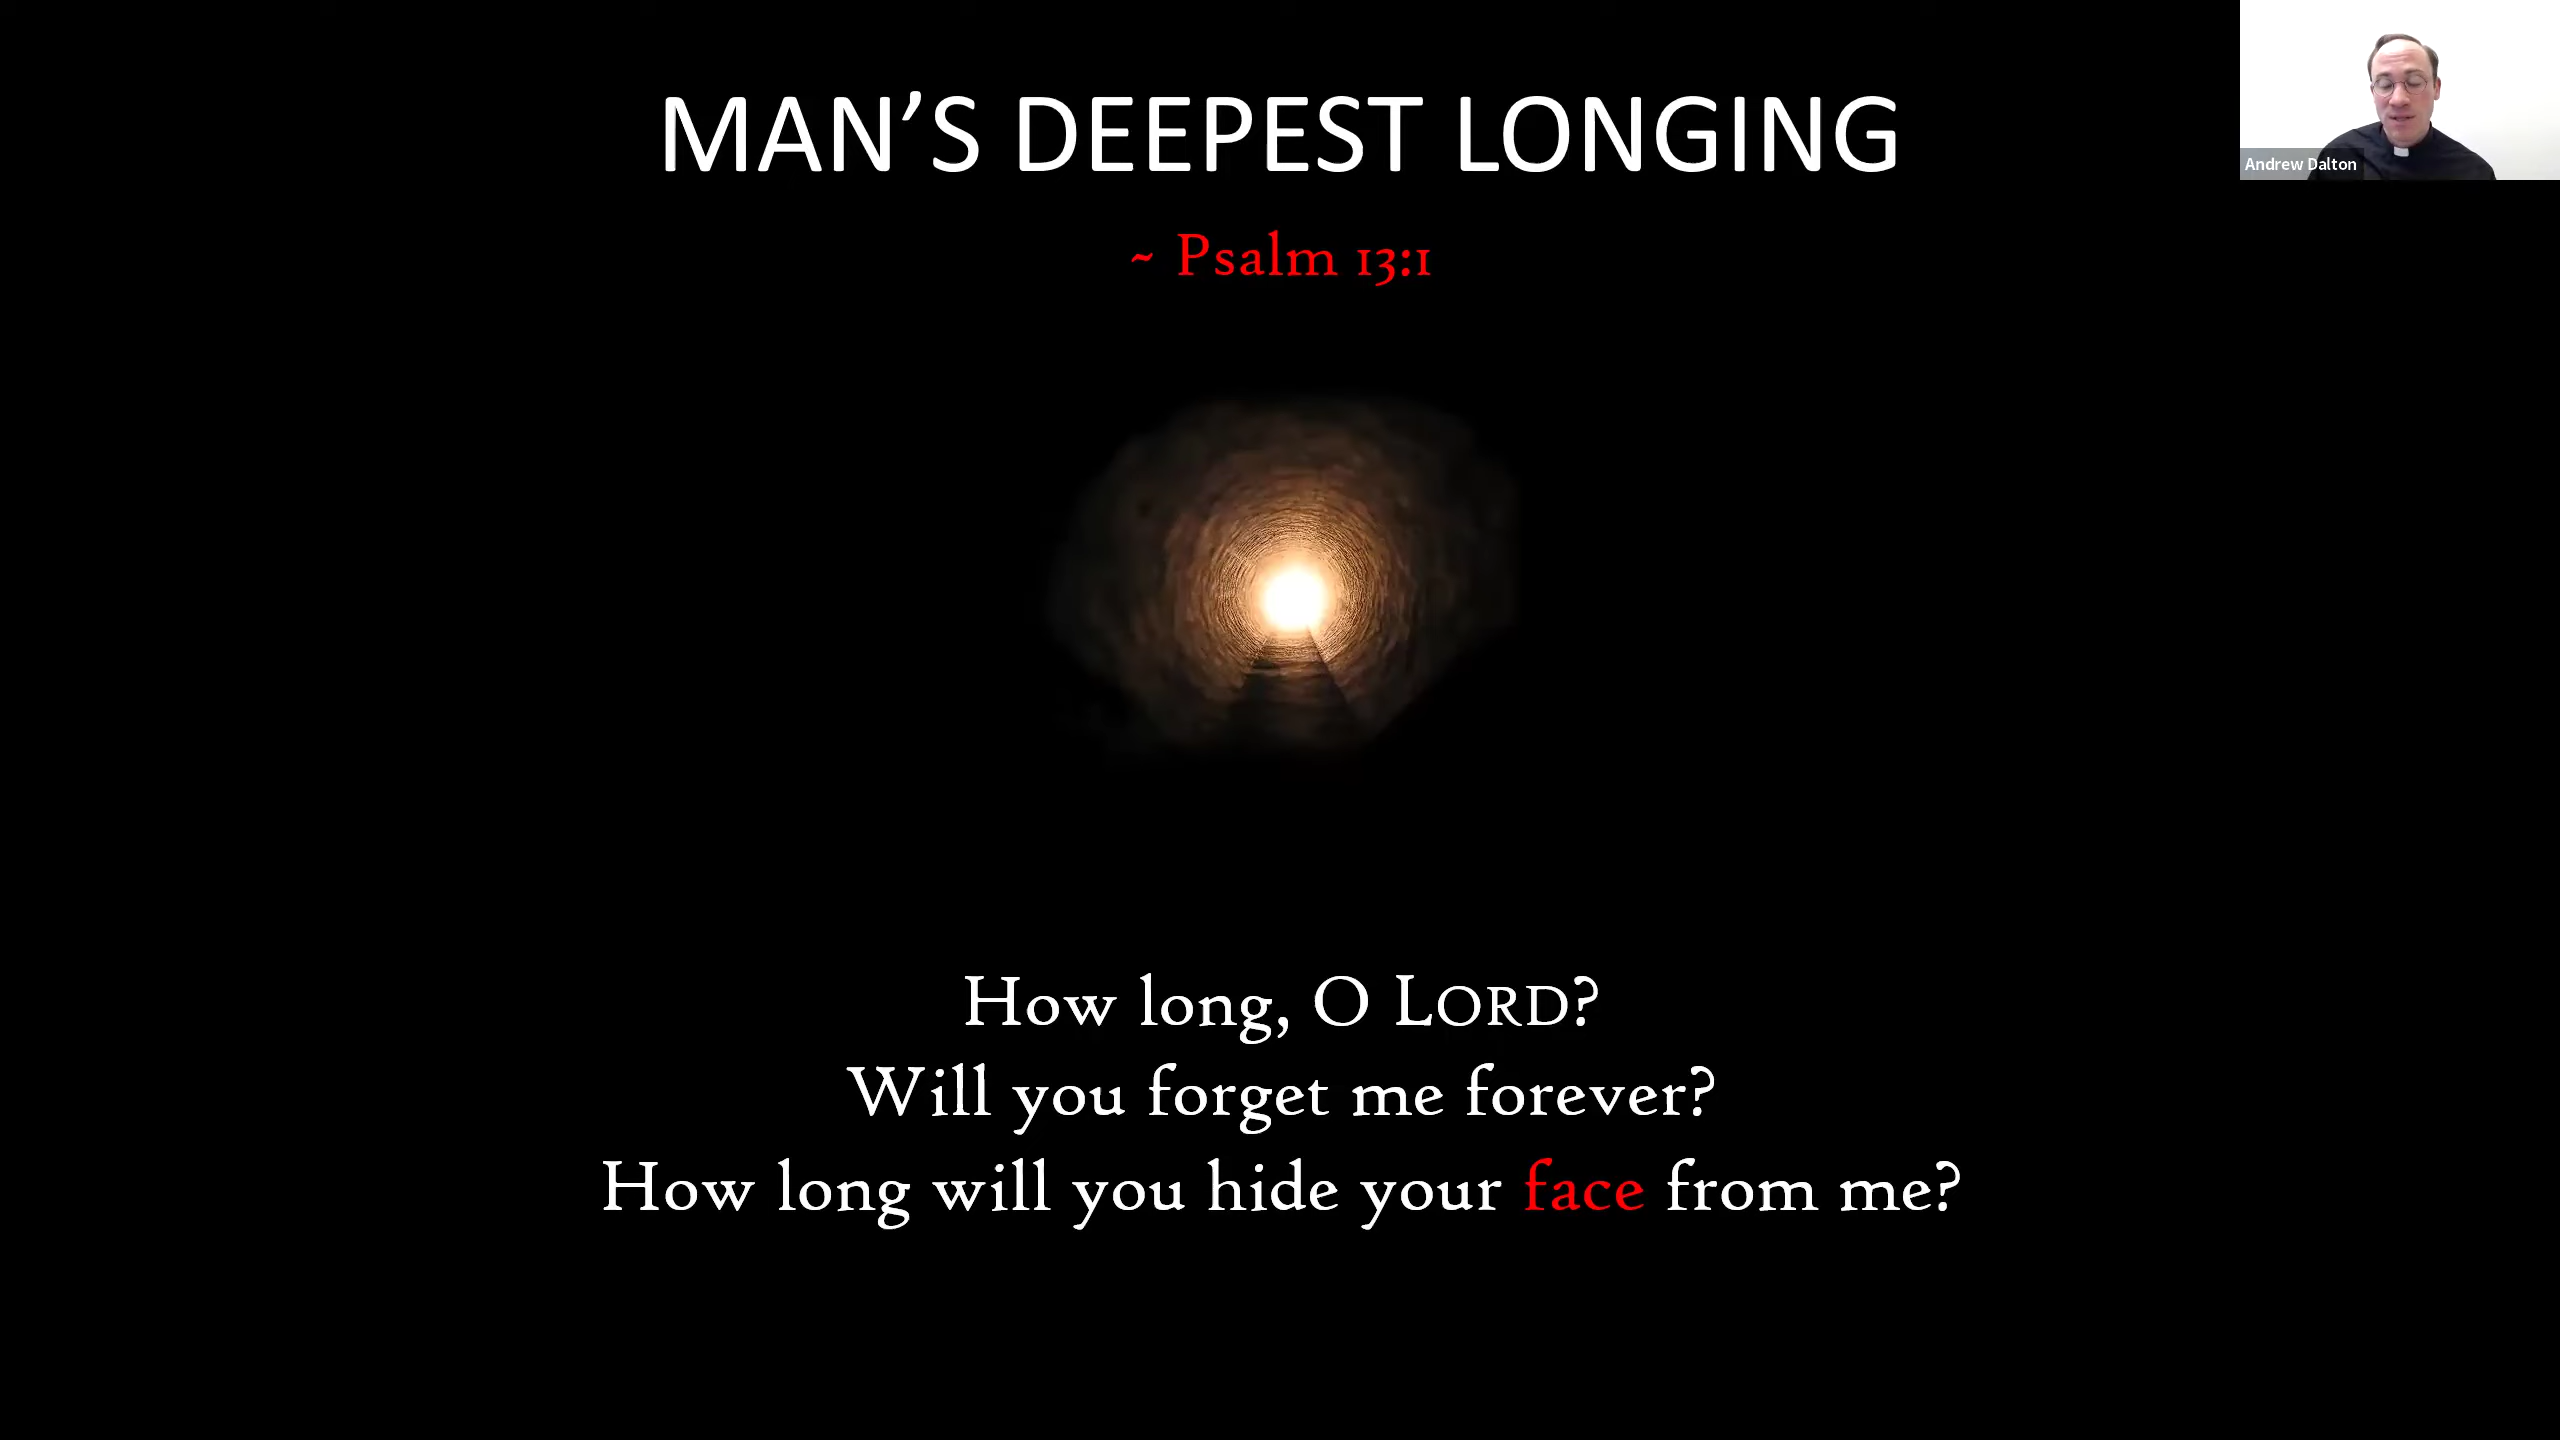 MAN’S DEEPEST LONGING
~ Psalm 13:1
Andrew Dalton
How long, O LORD?
Will you forget me forever?
How long will you hide your face from me?